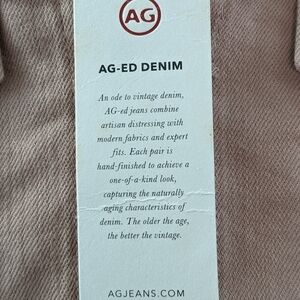 AG
AG-ED DENIM
An ode to vintage denim,
AG-ed jeans combine
artisan distressing with
modern fabrics and expert
fits. Each pair is
hand-finished to achieve a
one-of-a-kind look,
capturing the naturally
aging characteristics of
denim. The older the age,
the better the vintage.
AGJEANS.COM